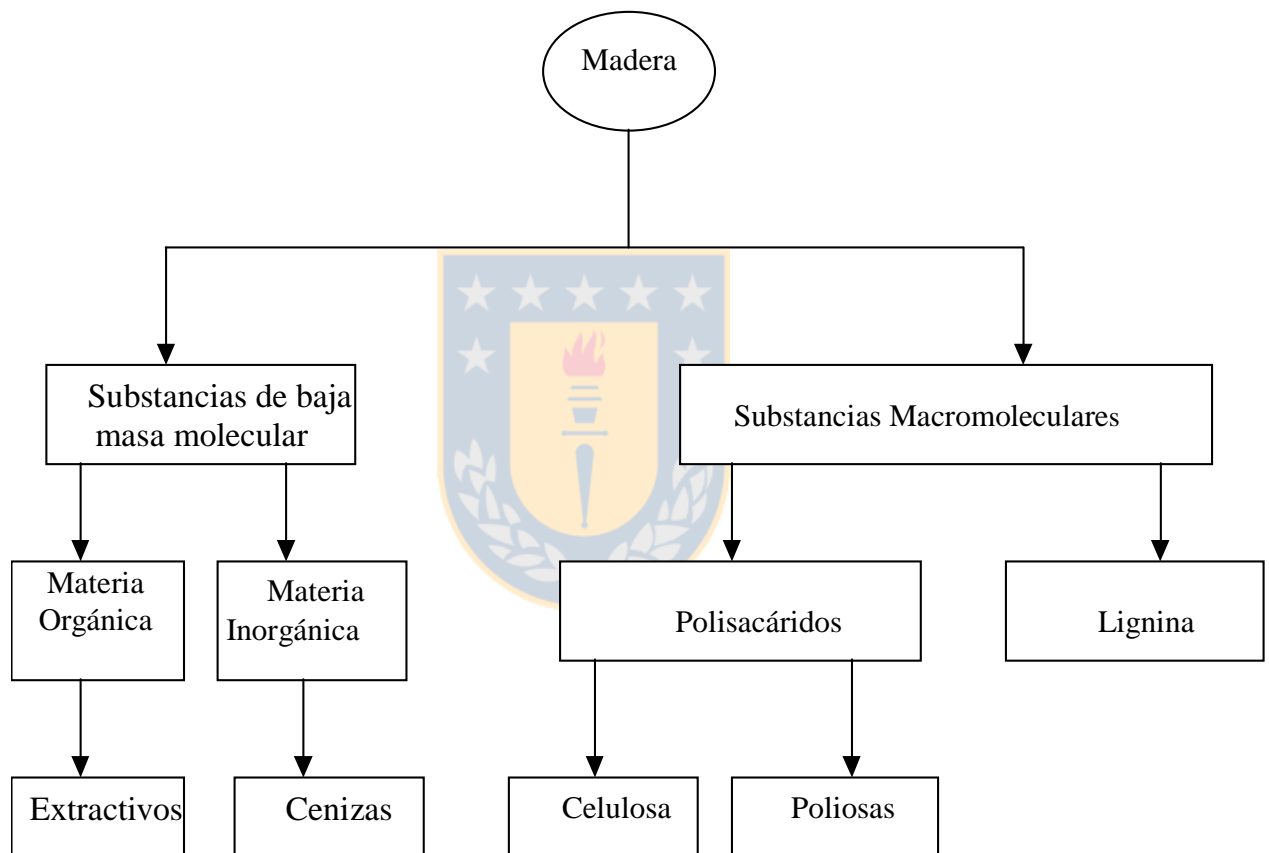 Madera
Substancias de baja
masa molecular
Substancias Macromoleculares
Materia
Orgánica
Materia
Inorgánica
Polisacáridos
Lignina
Extractivos
Cenizas
Celulosa
Poliosas